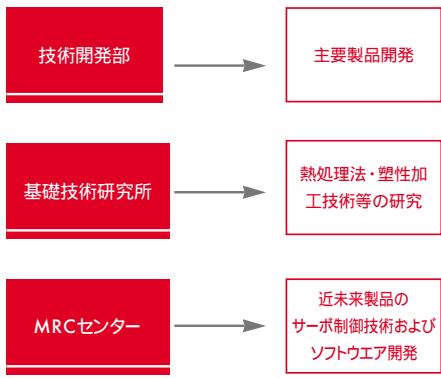 技術開発部
主要製品開発
基礎技術研究所
熱処理法・塑性加
工技術等の研究
MRCセンター
近未来製品の
サーボ制御技術および
ソフトウエア開発